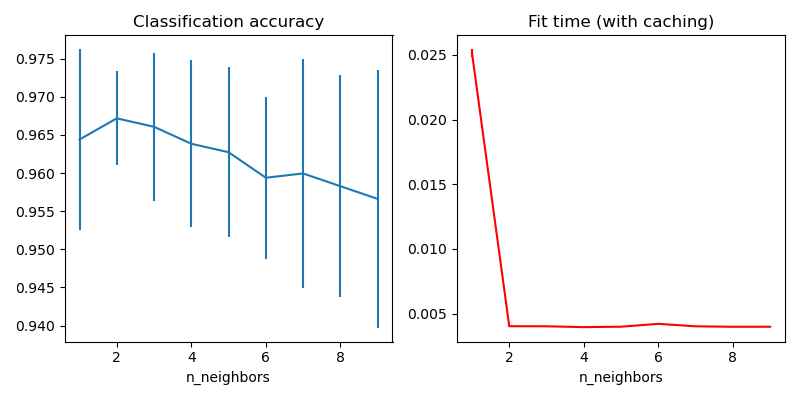 Classification accuracy
0.975
0.970
0.965
0.960
0.955
0.950
0.945
0.940
2 4 6 8
n_neighbors
Fit time (with caching)
0.025
0.020
0.015
0.010
0.005
2 4 6 8
n_neighbors